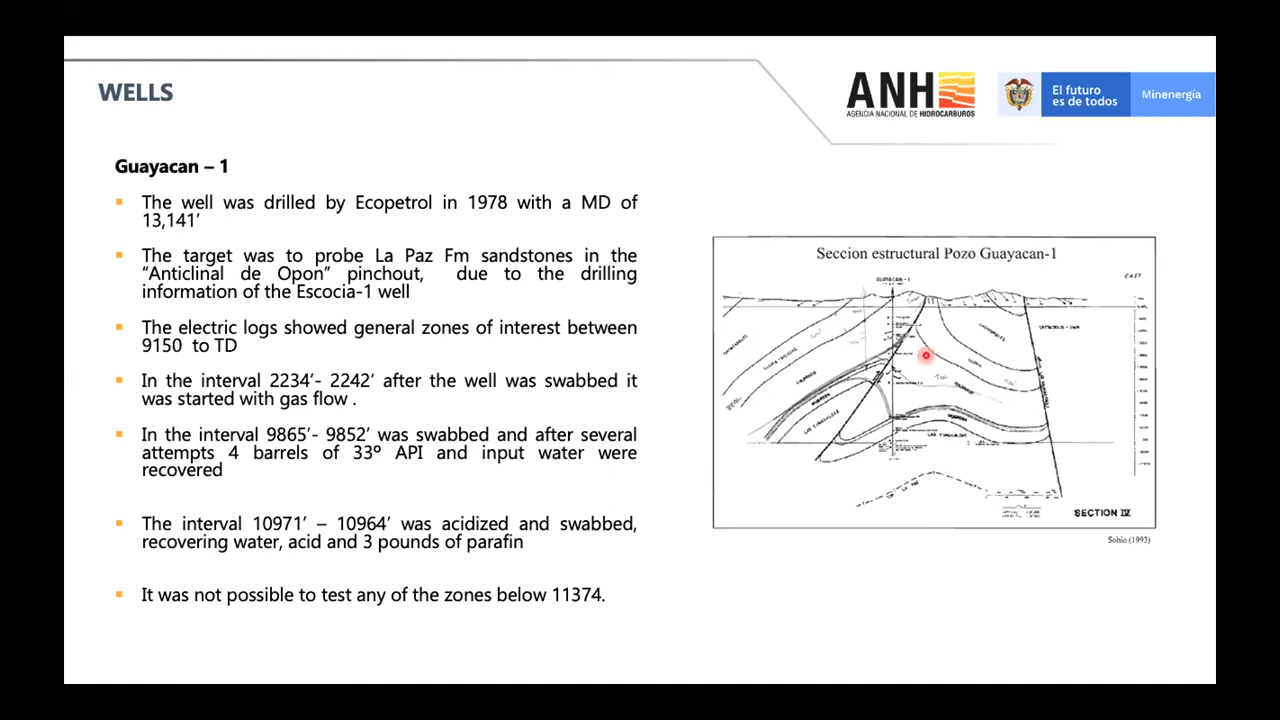 WELLS
ANH
AGENCIA NACIONAL DE HIDROCARBUROS
El futuro
es de todos
Minenergía
Guayacan – 1
▪ The well was drilled by Ecopetrol in 1978 with a MD of
13,141’
▪ The target was to probe La Paz Fm sandstones in the
“Anticlinal de Opon” pinchout, due to the drilling
information of the Escocia-1 well
▪ The electric logs showed general zones of interest between
9150 to TD
▪ In the interval 2234’- 2242’ after the well was swabbed it
was started with gas flow .
▪ In the interval 9865’- 9852’ was swabbed and after several
attempts 4 barrels of 33º API and input water were
recovered
▪ The interval 10971’ – 10964’ was acidized and swabbed,
recovering water, acid and 3 pounds of parafin
▪ It was not possible to test any of the zones below 11374.
Seccion estructural Pozo Guayacan-1
GUAYACAN - 1
EAST
SECTION IV
Sohio (1993)